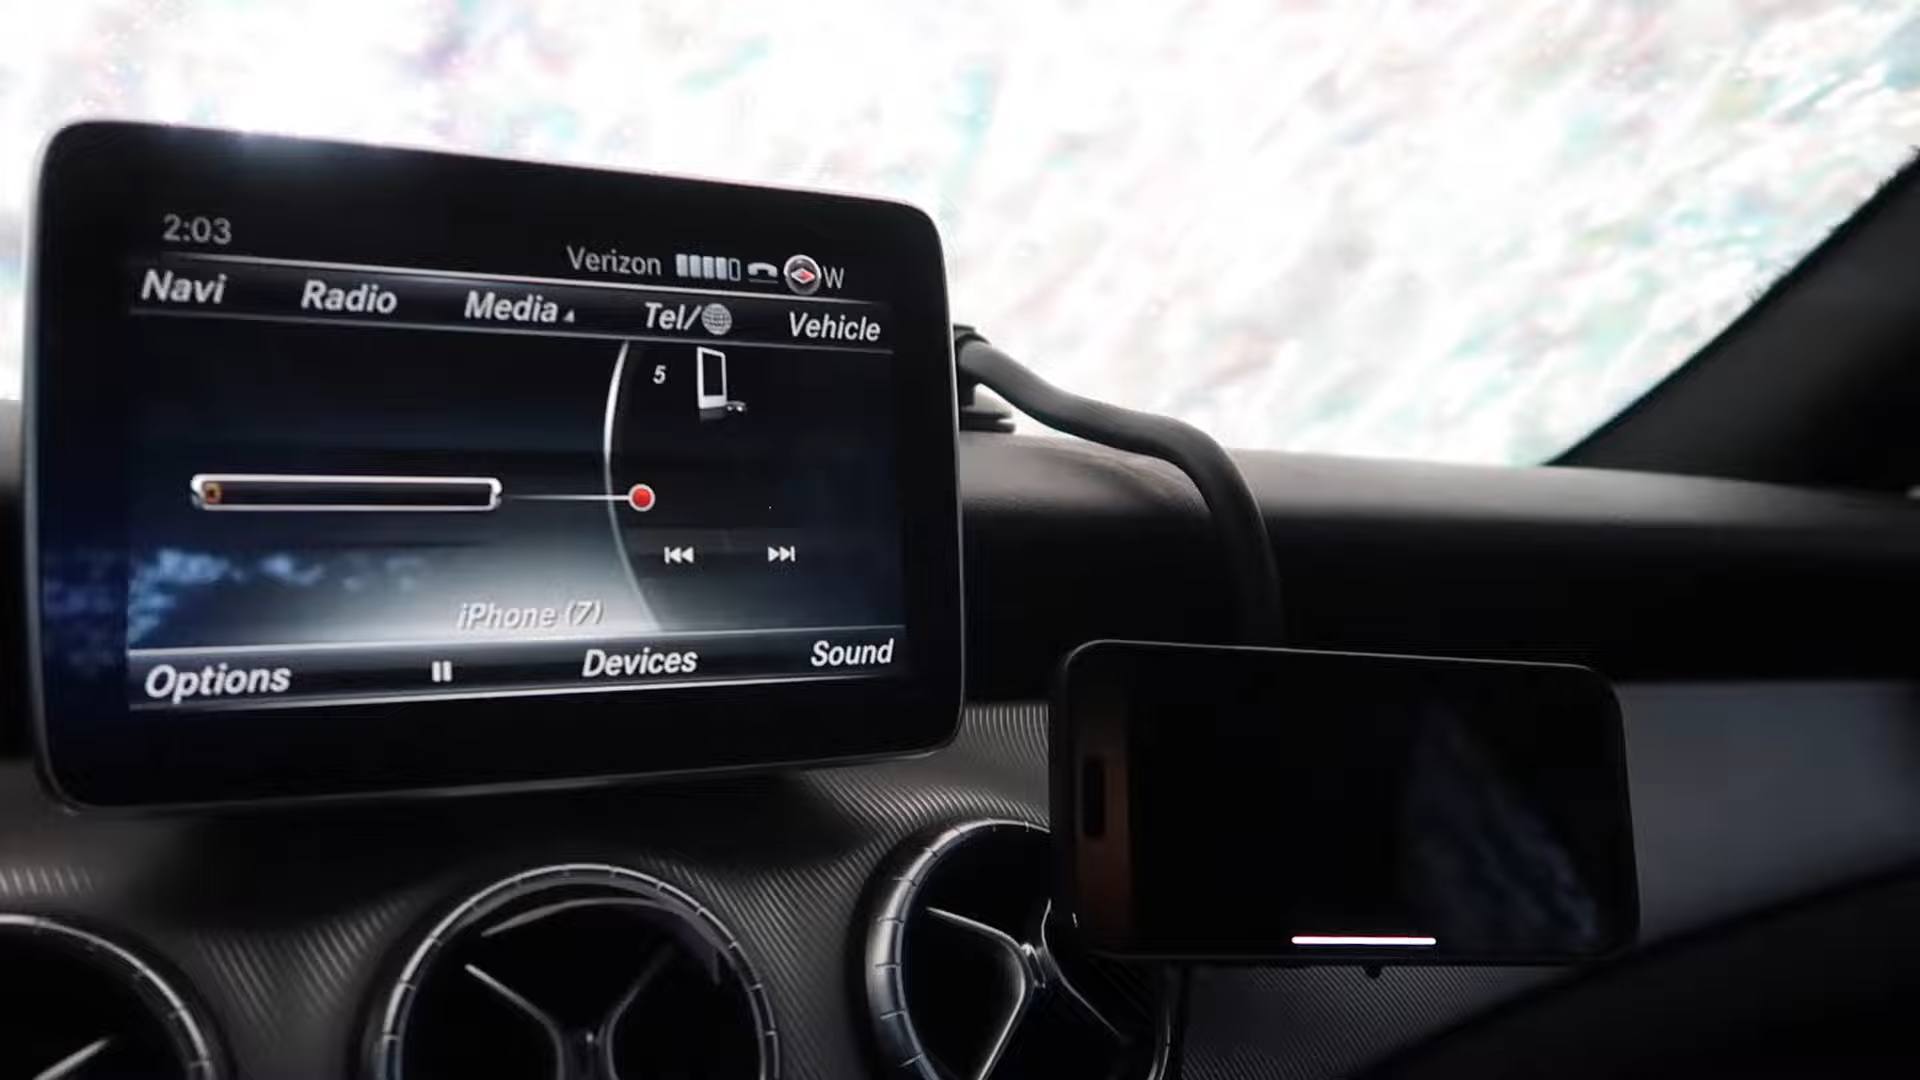 2:03
Verizon W
Navi Radio Media Tel/ Vehicle
5
iPhone (7)
Options Devices Sound